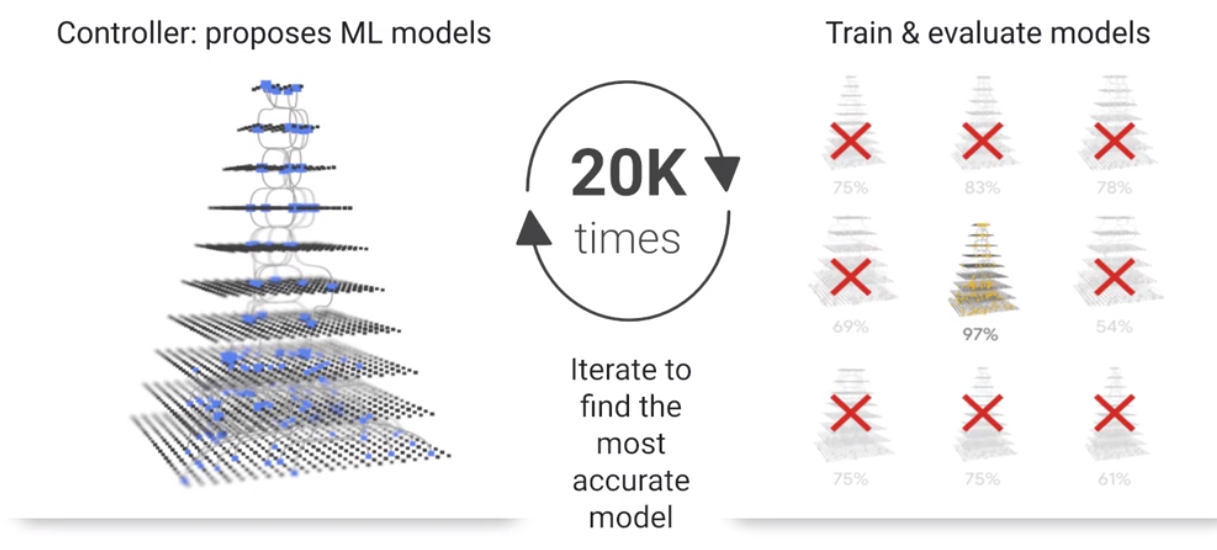 Controller: proposes ML models
Train & evaluate models
20K
times
Iterate to
find the
most
accurate
model
75%
83%
78%
69%
97%
54%
75%
75%
61%